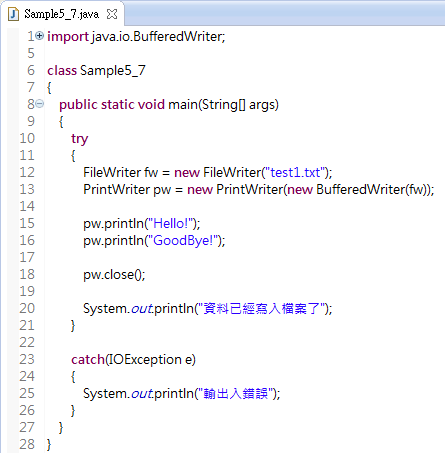 Sample5_7.java
1 import java.io.BufferedWriter;
5
6 class Sample5_7
7 {
8 public static void main(String[] args)
9 {
10 try
11 {
12 FileWriter fw = new FileWriter("test1.txt");
13 PrintWriter pw = new PrintWriter(new BufferedWriter(fw));
14
15 pw.println("Hello!");
16 pw.println("GoodBye!");
17
18 pw.close();
19
20 System.out.println("資料已經寫入檔案了");
21 }
22
23 catch(IOException e)
24 {
25 System.out.println("輸出入錯誤");
26 }
27 }
28 }